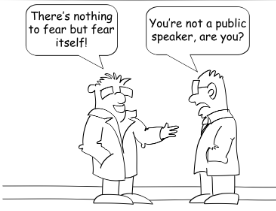 There's nothing
to fear but fear
itself!
You're not a public
speaker, are you?